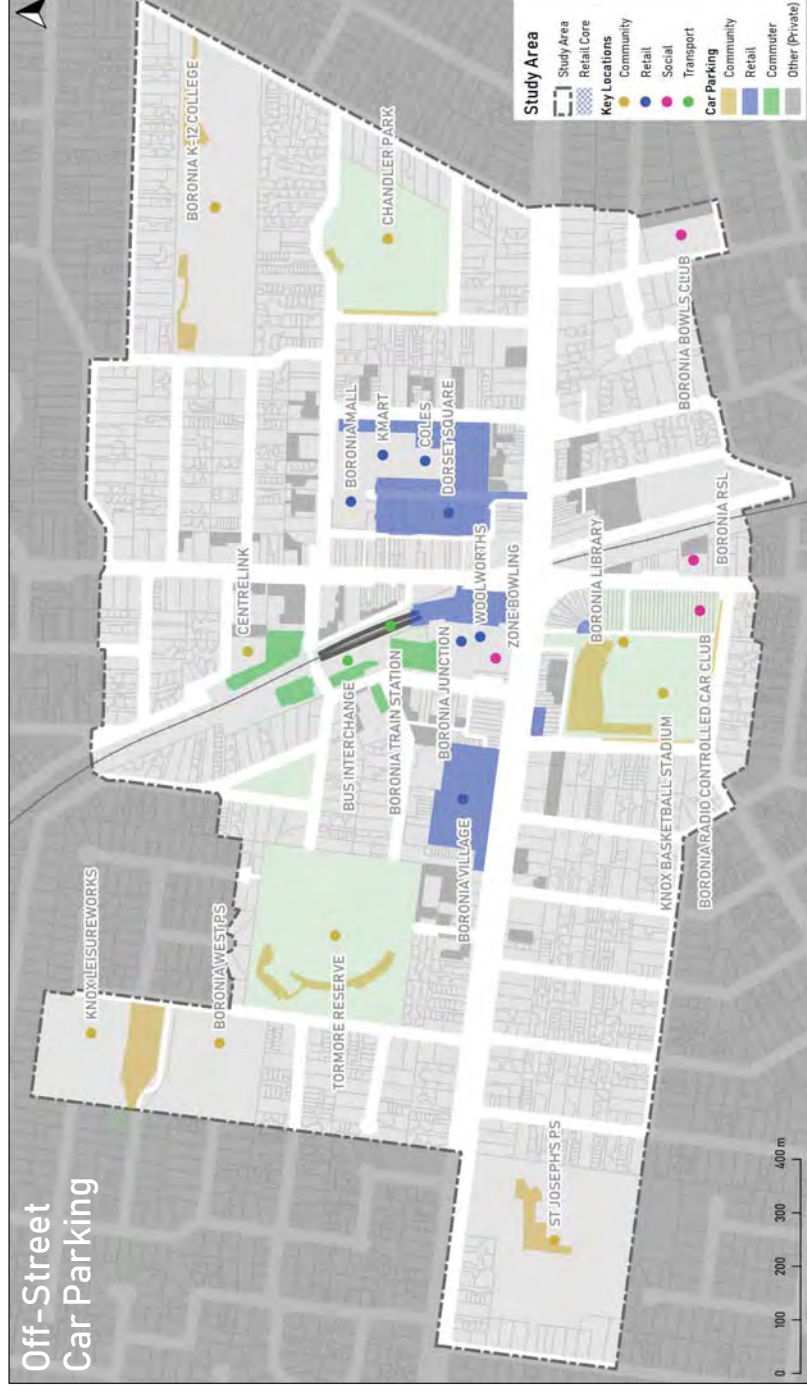 Off-Street
Car Parking
KNOX LEISUREWORKS
BORONIA WEST PS
TORMORE RESERVE
ST JOSEPH'S PS
BORONIA VILLAGE
CENTRELINK
BUS INTERCHANGE
BORONIA TRAIN STATION
BORONIA JUNCTION
WOOLWORTHS
ZONE BOWLING
BORONIA MALL
KMART
COLES
DORSET SQUARE
BORONIA K-12 COLLEGE
CHANDLER PARK
BORONIA LIBRARY
KNOX BASKETBALL STADIUM
BORONIA RADIO CONTROLLED CAR CLUB
BORONIA RSL
BORONIA BOWLS CLUB
Study Area
Study Area
Retail Core
Key Locations
Community
Retail
Social
Transport
Car Parking
Community
Retail
Commuter
Other (Private)
0 100 200 300 400 m